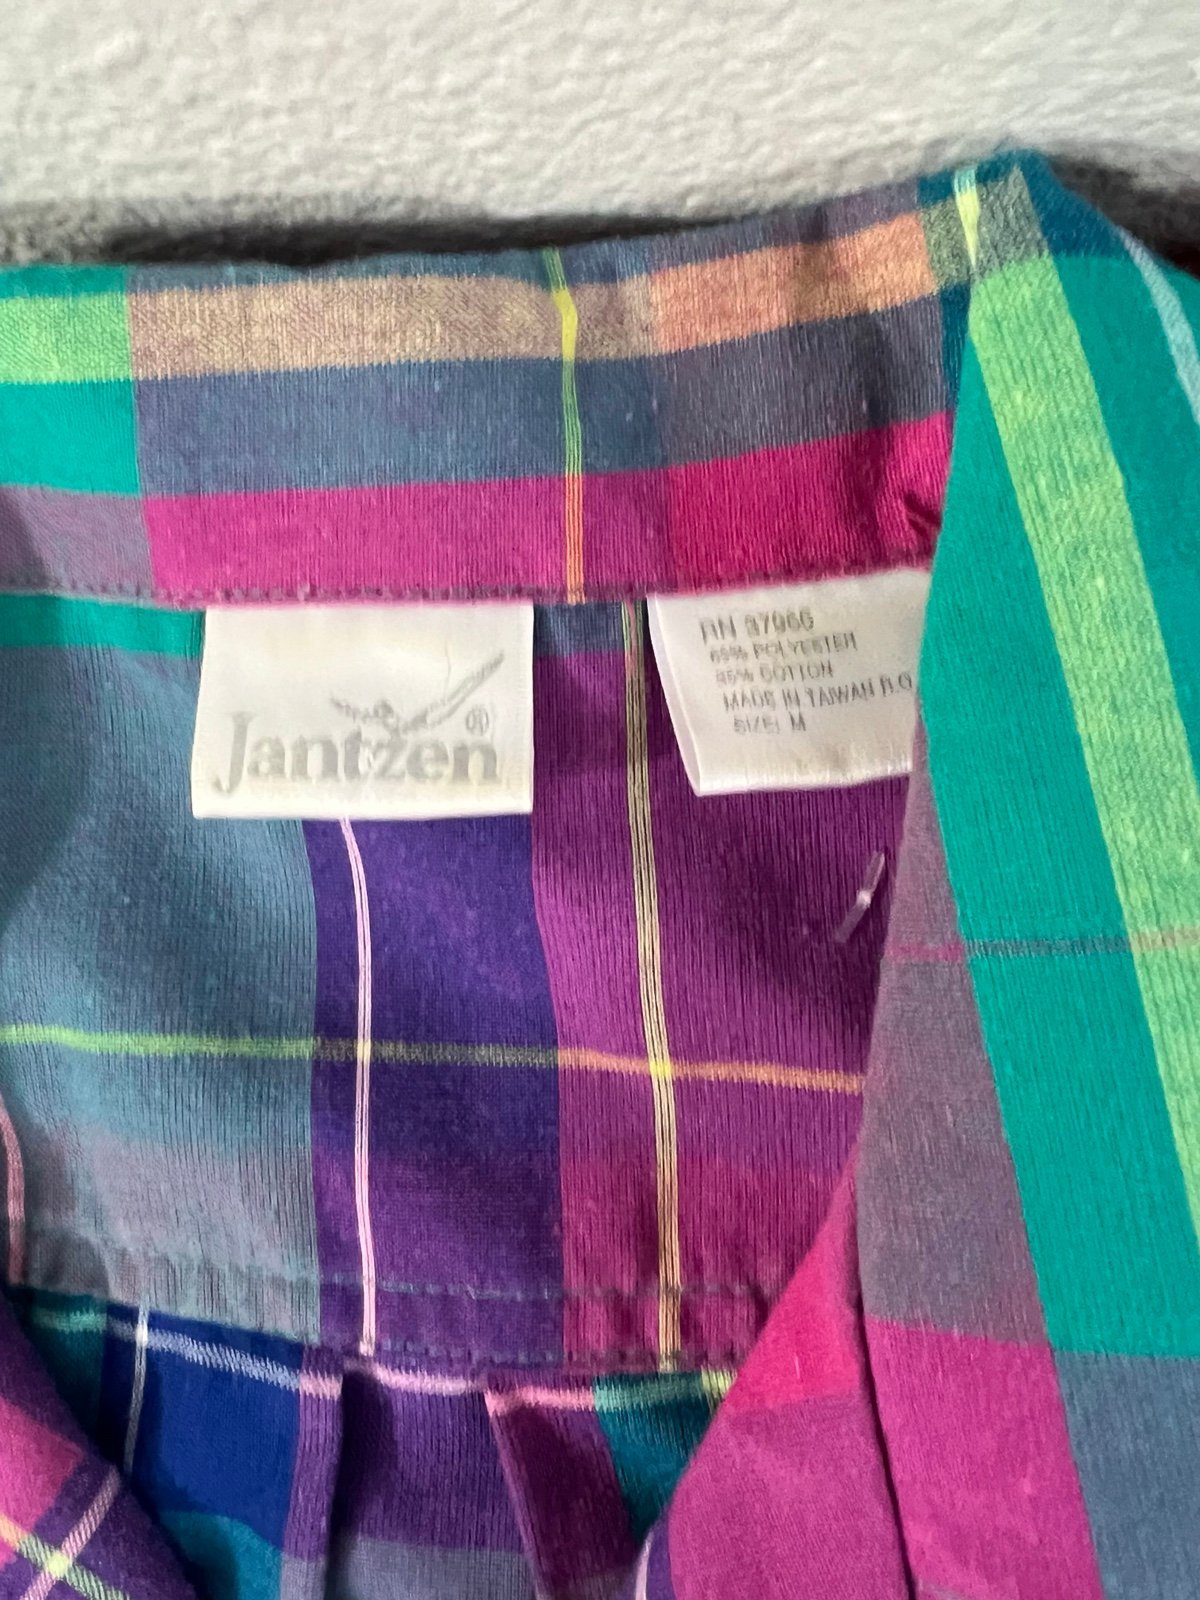 Jantzen®
RN 37966
65% POLYESTER
35% COTTON
MADE IN TAIWAN R.O
SIZE: M